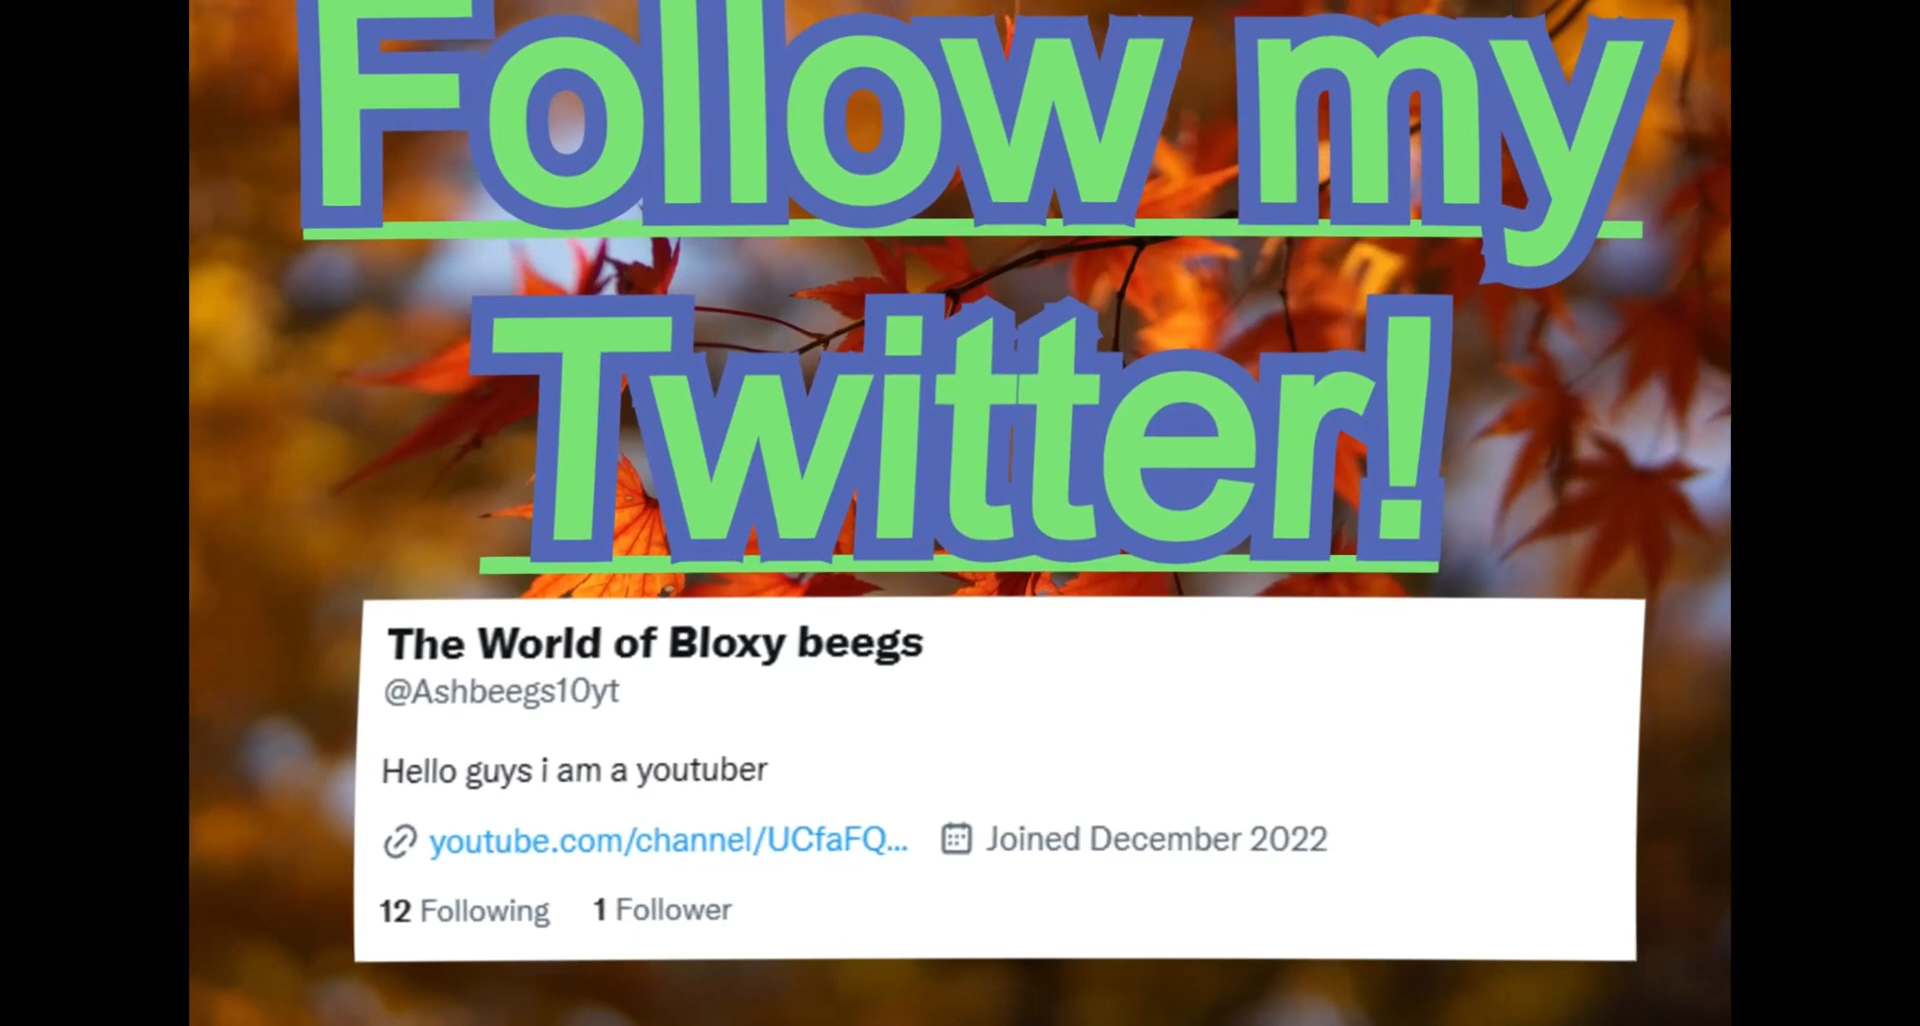 Follow my
Twitter!
The World of Bloxy beegs
@Ashbeegs10yt
Hello guys i am a youtuber
youtube.com/channel/UCfaFQ...
Joined December 2022
12 Following 1 Follower